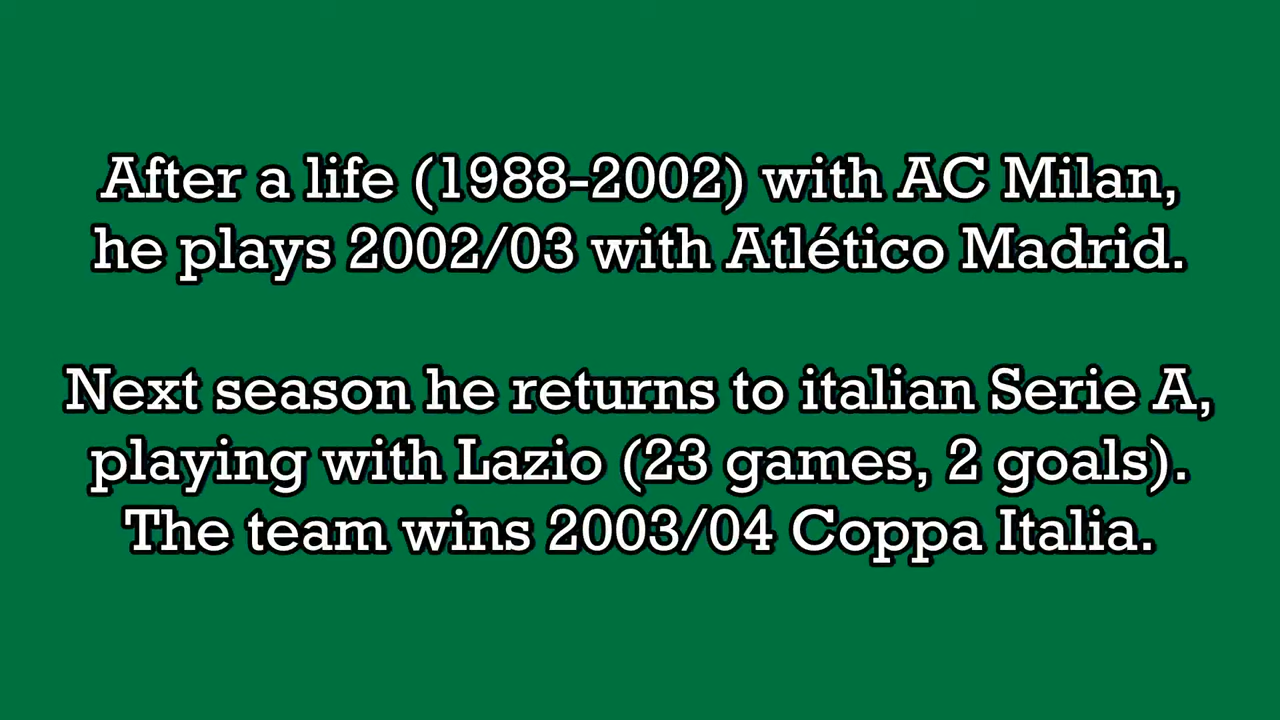 After a life (1988-2002) with AC Milan,
he plays 2002/03 with Atlético Madrid.
Next season he returns to italian Serie A,
playing with Lazio (23 games, 2 goals).
The team wins 2003/04 Coppa Italia.